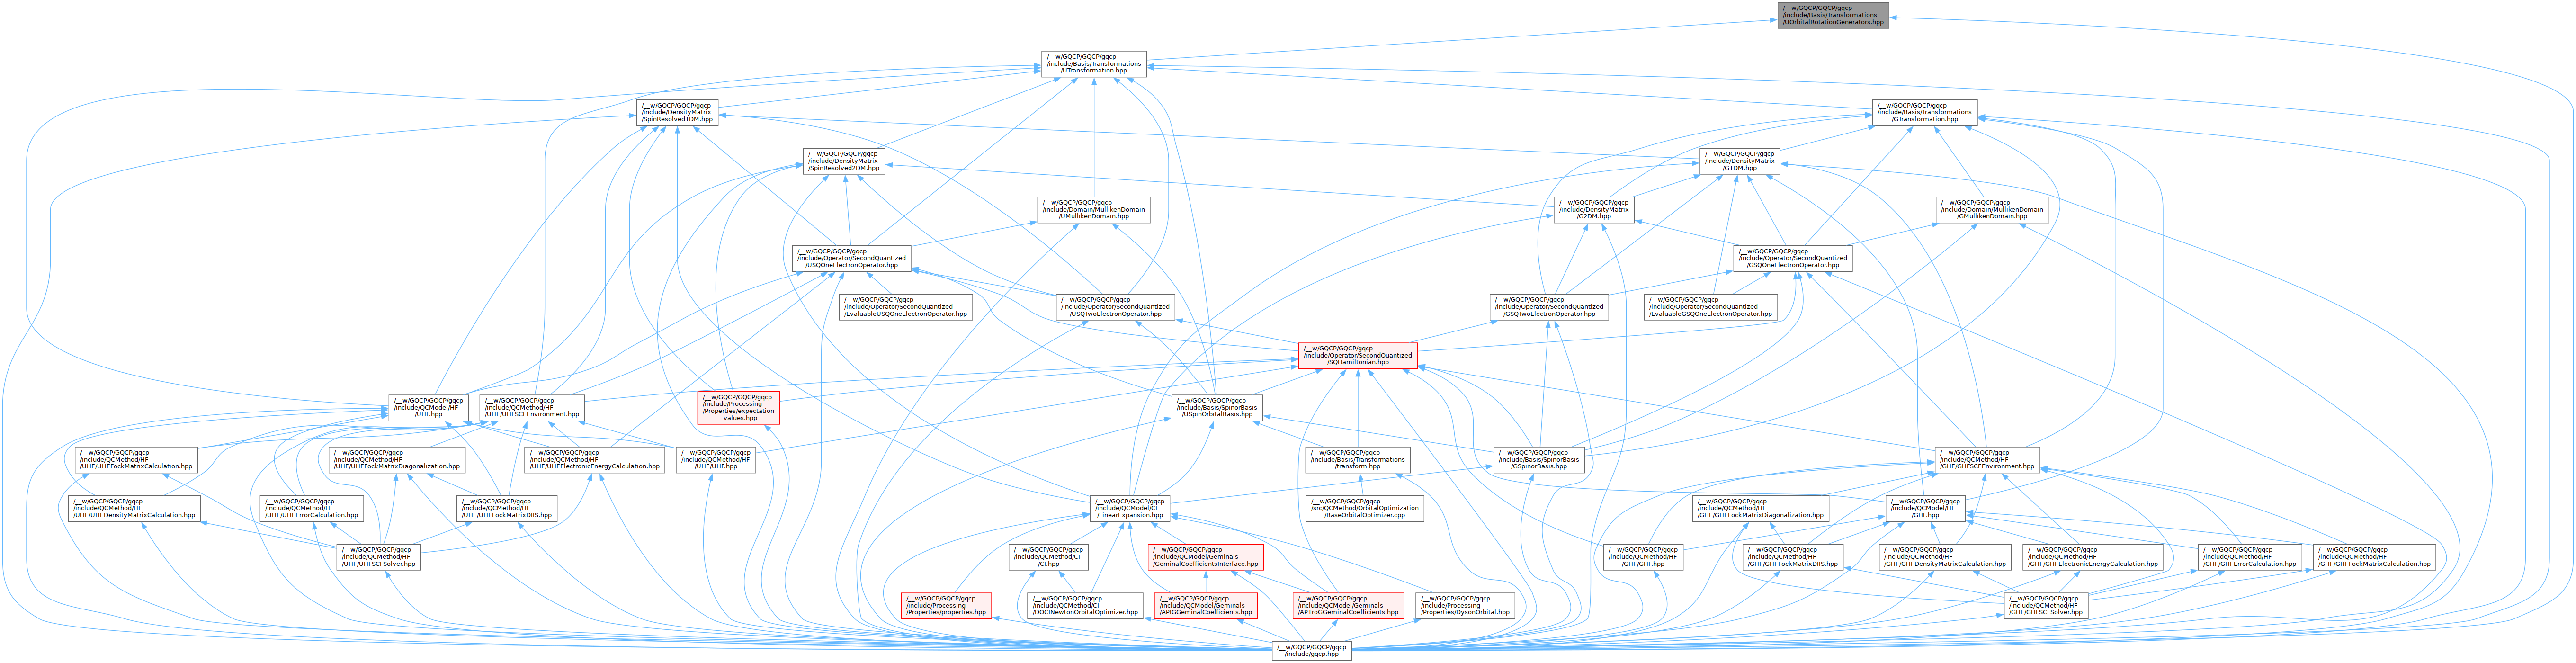 /__w/GQCP/GQCP/gqcp
/include/Basis/Transformations
/UOrbitalRotationGenerators.hpp
/__w/GQCP/GQCP/gqcp
/include/Basis/Transformations
/UTransformation.hpp
/__w/GQCP/GQCP/gqcp
/include/DensityMatrix
/SpinResolved1DM.hpp
/__w/GQCP/GQCP/gqcp
/include/Basis/Transformations
/GTransformation.hpp
/__w/GQCP/GQCP/gqcp
/include/DensityMatrix
/SpinResolved2DM.hpp
/__w/GQCP/GQCP/gqcp
/include/DensityMatrix
/G1DM.hpp
/__w/GQCP/GQCP/gqcp
/include/Domain/MullikenDomain
/UMullikenDomain.hpp
/__w/GQCP/GQCP/gqcp
/include/DensityMatrix
/G2DM.hpp
/__w/GQCP/GQCP/gqcp
/include/Domain/MullikenDomain
/GMullikenDomain.hpp
/__w/GQCP/GQCP/gqcp
/include/Operator/SecondQuantized
/USQOneElectronOperator.hpp
/__w/GQCP/GQCP/gqcp
/include/Operator/SecondQuantized
/GSQOneElectronOperator.hpp
/__w/GQCP/GQCP/gqcp
/include/Operator/SecondQuantized
/EvaluableUSQOneElectronOperator.hpp
/__w/GQCP/GQCP/gqcp
/include/Operator/SecondQuantized
/USQTwoElectronOperator.hpp
/__w/GQCP/GQCP/gqcp
/include/Operator/SecondQuantized
/GSQTwoElectronOperator.hpp
/__w/GQCP/GQCP/gqcp
/include/Operator/SecondQuantized
/EvaluableGSQOneElectronOperator.hpp
/__w/GQCP/GQCP/gqcp
/include/Operator/SecondQuantized
/SQHamiltonian.hpp
/__w/GQCP/GQCP/gqcp
/include/QCModel/HF
/UHF.hpp
/__w/GQCP/GQCP/gqcp
/include/QCMethod/HF
/UHF/UHFSCFEnvironment.hpp
/__w/GQCP/GQCP/gqcp
/include/Processing
/Properties/expectation
_values.hpp
/__w/GQCP/GQCP/gqcp
/include/Basis/SpinorBasis
/USpinOrbitalBasis.hpp
/__w/GQCP/GQCP/gqcp
/include/QCMethod/HF
/UHF/UHFFockMatrixCalculation.hpp
/__w/GQCP/GQCP/gqcp
/include/QCMethod/HF
/UHF/UHFFockMatrixDiagonalization.hpp
/__w/GQCP/GQCP/gqcp
/include/QCMethod/HF
/UHF/UHFElectronicEnergyCalculation.hpp
/__w/GQCP/GQCP/gqcp
/include/QCMethod/HF
/UHF/UHF.hpp
/__w/GQCP/GQCP/gqcp
/include/Basis/Transformations
/transform.hpp
/__w/GQCP/GQCP/gqcp
/include/Basis/SpinorBasis
/GSpinorBasis.hpp
/__w/GQCP/GQCP/gqcp
/include/QCMethod/HF
/GHF/GHFSCFEnvironment.hpp
/__w/GQCP/GQCP/gqcp
/include/QCMethod/HF
/UHF/UHFDensityMatrixCalculation.hpp
/__w/GQCP/GQCP/gqcp
/include/QCMethod/HF
/UHF/UHFErrorCalculation.hpp
/__w/GQCP/GQCP/gqcp
/include/QCMethod/HF
/UHF/UHFFockMatrixDIIS.hpp
/__w/GQCP/GQCP/gqcp
/include/QCModel/CI
/LinearExpansion.hpp
/__w/GQCP/GQCP/gqcp
/src/QCMethod/OrbitalOptimization
/BaseOrbitalOptimizer.cpp
/__w/GQCP/GQCP/gqcp
/include/QCMethod/HF
/GHF/GHFFockMatrixDiagonalization.hpp
/__w/GQCP/GQCP/gqcp
/include/QCModel/HF
/GHF.hpp
/__w/GQCP/GQCP/gqcp
/include/QCMethod/HF
/UHF/UHFSCFSolver.hpp
/__w/GQCP/GQCP/gqcp
/include/QCMethod/CI
/CI.hpp
/__w/GQCP/GQCP/gqcp
/include/QCModel/Geminals
/GeminalCoefficientsInterface.hpp
/__w/GQCP/GQCP/gqcp
/include/QCMethod/HF
/GHF/GHF.hpp
/__w/GQCP/GQCP/gqcp
/include/QCMethod/HF
/GHF/GHFFockMatrixDIIS.hpp
/__w/GQCP/GQCP/gqcp
/include/QCMethod/HF
/GHF/GHFDensityMatrixCalculation.hpp
/__w/GQCP/GQCP/gqcp
/include/QCMethod/HF
/GHF/GHFElectronicEnergyCalculation.hpp
/__w/GQCP/GQCP/gqcp
/include/QCMethod/HF
/GHF/GHFErrorCalculation.hpp
/__w/GQCP/GQCP/gqcp
/include/QCMethod/HF
/GHF/GHFFockMatrixCalculation.hpp
/__w/GQCP/GQCP/gqcp
/include/Processing
/Properties/properties.hpp
/__w/GQCP/GQCP/gqcp
/include/QCMethod/CI
/DOCINewtonOrbitalOptimizer.hpp
/__w/GQCP/GQCP/gqcp
/include/QCModel/Geminals
/APIGGeminalCoefficients.hpp
/__w/GQCP/GQCP/gqcp
/include/QCModel/Geminals
/AP1roGGeminalCoefficients.hpp
/__w/GQCP/GQCP/gqcp
/include/Processing
/Properties/DysonOrbital.hpp
/__w/GQCP/GQCP/gqcp
/include/QCMethod/HF
/GHF/GHFSCFSolver.hpp
/__w/GQCP/GQCP/gqcp
/include/gqcp.hpp